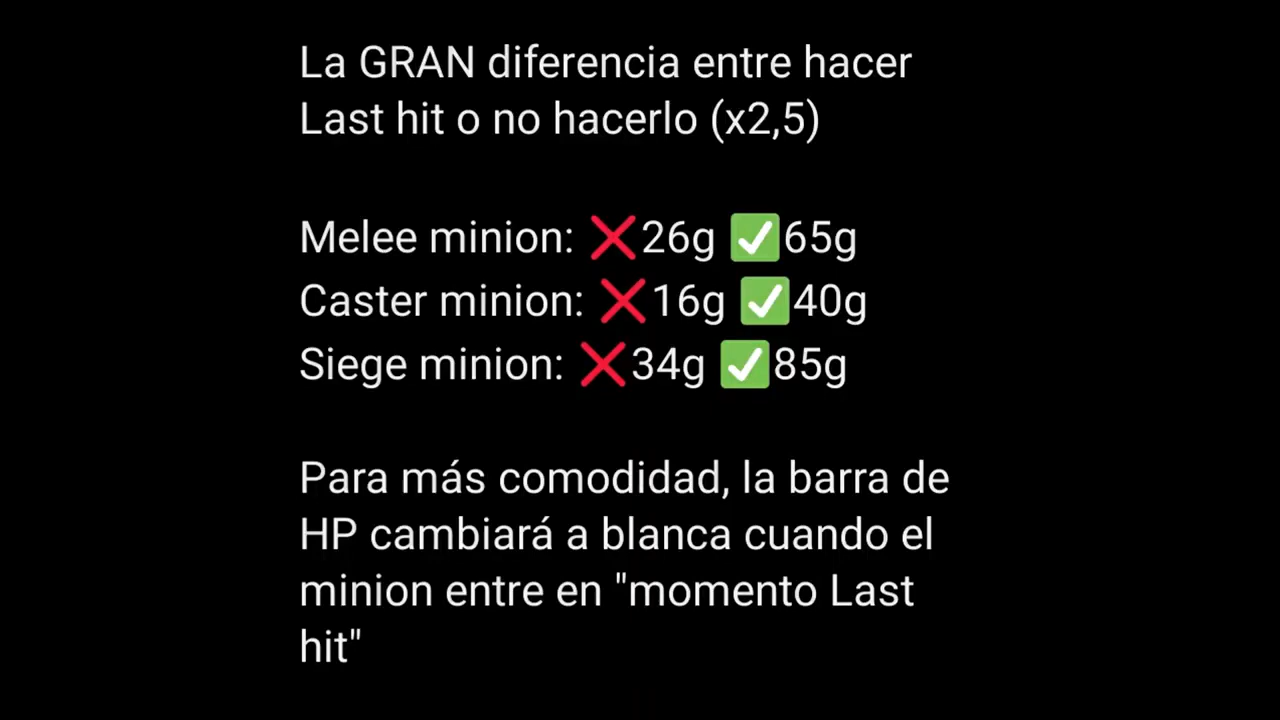 La GRAN diferencia entre hacer
Last hit o no hacerlo (x2,5)
Melee minion: ❌26g ✅65g
Caster minion: ❌16g ✅40g
Siege minion: ❌34g ✅85g
Para más comodidad, la barra de
HP cambiará a blanca cuando el
minion entre en "momento Last
hit"